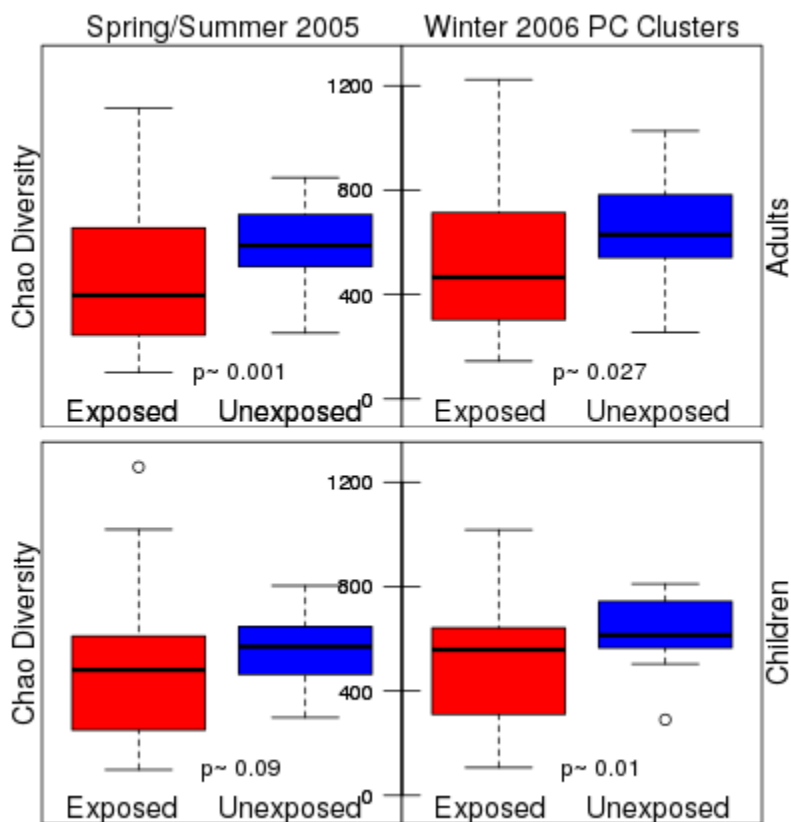 Spring/Summer 2005 Winter 2006 PC Clusters
Chao Diversity
1200
800
400
0
Adults
p~ 0.001
p~ 0.027
Exposed Unexposed Exposed Unexposed
Chao Diversity
1200
800
400
0
Children
p~ 0.09
p~ 0.01
Exposed Unexposed Exposed Unexposed